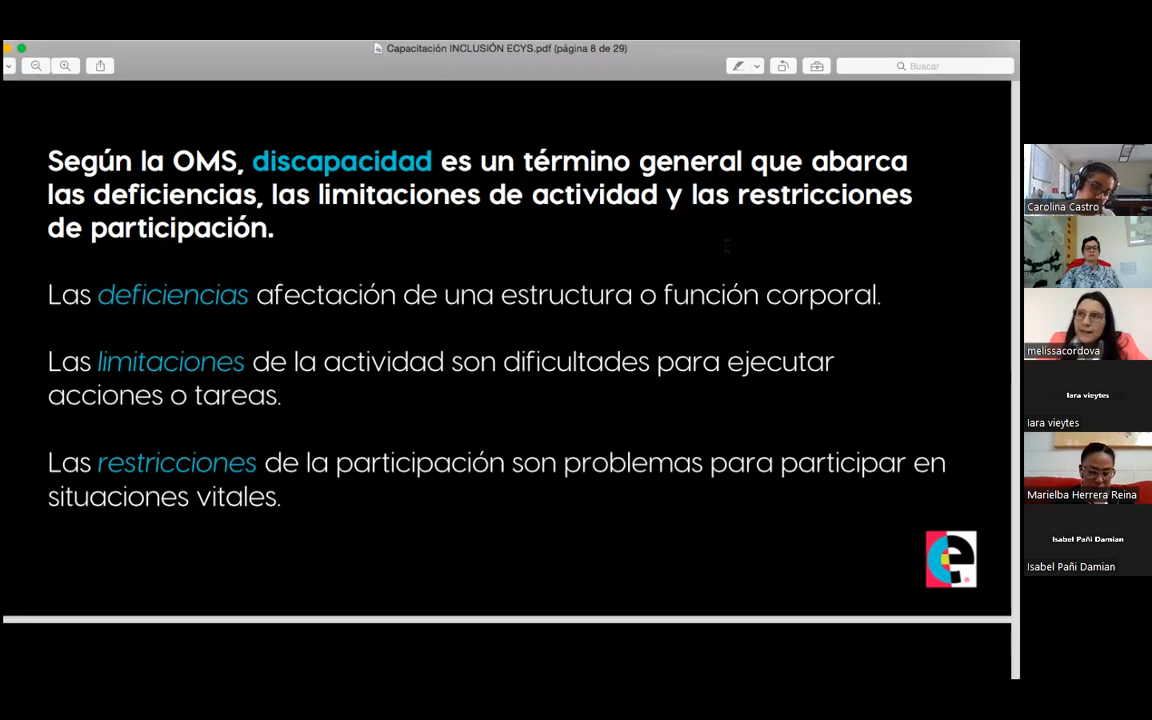 Capacitación INCLUSIÓN ECYS.pdf (página 8 de 29)
Buscar
Según la OMS, discapacidad es un término general que abarca
las deficiencias, las limitaciones de actividad y las restricciones
de participación.
Las deficiencias afectación de una estructura o función corporal.
Las limitaciones de la actividad son dificultades para ejecutar
acciones o tareas.
Las restricciones de la participación son problemas para participar en
situaciones vitales.
e
Carolina Castro
melissacordova
Iara vieytes
Iara vieytes
Marielba Herrera Reina
Isabel Pañi Damian
Isabel Pañi Damian